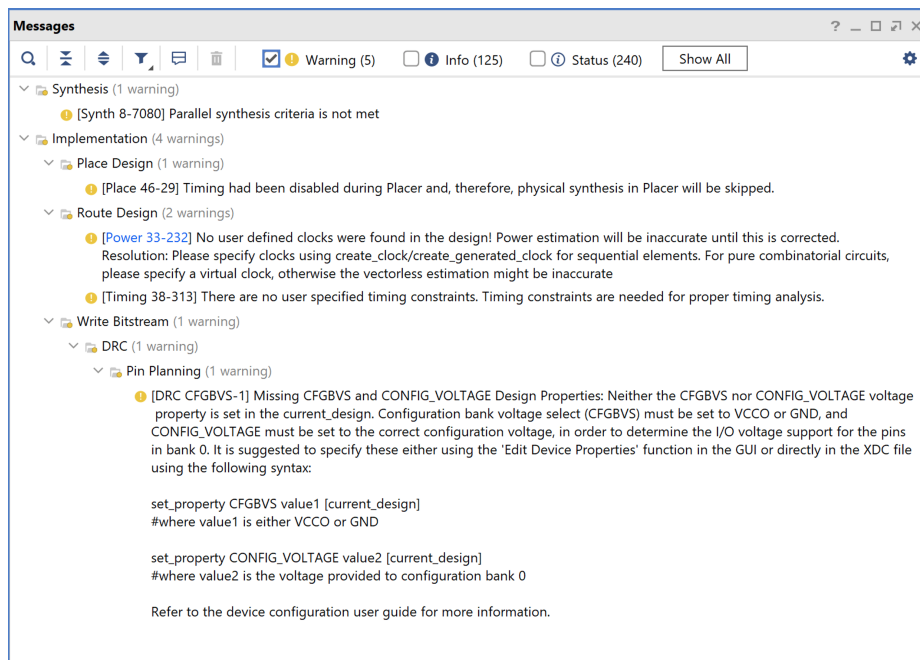 Messages
Warning (5) Info (125) Status (240) Show All
Synthesis (1 warning)
[Synth 8-7080] Parallel synthesis criteria is not met
Implementation (4 warnings)
Place Design (1 warning)
[Place 46-29] Timing had been disabled during Placer and, therefore, physical synthesis in Placer will be skipped.
Route Design (2 warnings)
[Power 33-232] No user defined clocks were found in the design! Power estimation will be inaccurate until this is corrected.
Resolution: Please specify clocks using create_clock/create_generated_clock for sequential elements. For pure combinatorial circuits,
please specify a virtual clock, otherwise the vectorless estimation might be inaccurate
[Timing 38-313] There are no user specified timing constraints. Timing constraints are needed for proper timing analysis.
Write Bitstream (1 warning)
DRC (1 warning)
Pin Planning (1 warning)
[DRC CFGBVS-1] Missing CFGBVS and CONFIG_VOLTAGE Design Properties: Neither the CFGBVS nor CONFIG_VOLTAGE voltage
property is set in the current_design. Configuration bank voltage select (CFGBVS) must be set to VCCO or GND, and
CONFIG_VOLTAGE must be set to the correct configuration voltage, in order to determine the I/O voltage support for the pins
in bank 0. It is suggested to specify these either using the 'Edit Device Properties' function in the GUI or directly in the XDC file
using the following syntax:
set_property CFGBVS value1 [current_design]
#where value1 is either VCCO or GND
set_property CONFIG_VOLTAGE value2 [current_design]
#where value2 is the voltage provided to configuration bank 0
Refer to the device configuration user guide for more information.